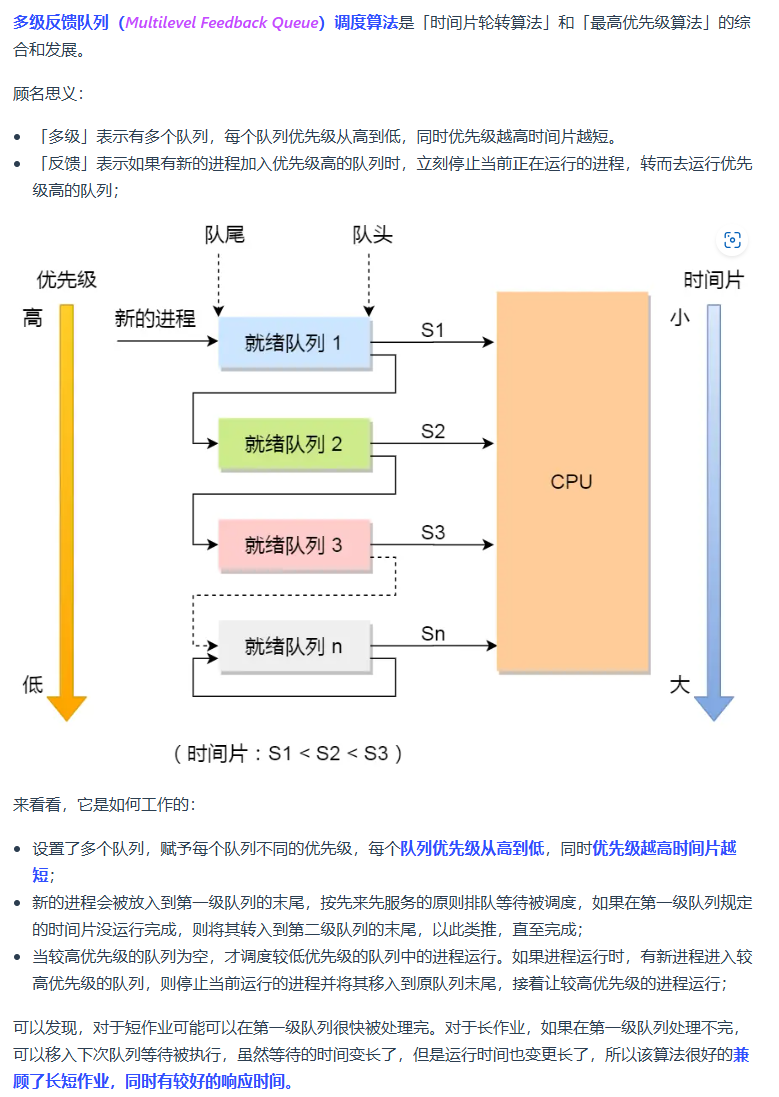 多级反馈队列（Multilevel Feedback Queue）调度算法是「时间片轮转算法」和「最高优先级算法」的综
合和发展。
顾名思义：
• 「多级」表示有多个队列，每个队列优先级从高到低，同时优先级越高时间片越短。
• 「反馈」表示如果有新的进程加入优先级高的队列时，立刻停止当前正在运行的进程，转而去运行优先
级高的队列；
队尾
队头
优先级
时间片
高
新的进程
就绪队列 1
S1
小
就绪队列 2
S2
CPU
就绪队列 3
S3
就绪队列 n
Sn
低
大
（ 时间片：S1 < S2 < S3 ）
来看看，它是如何工作的：
• 设置了多个队列，赋予每个队列不同的优先级，每个队列优先级从高到低，同时优先级越高时间片越
短；
• 新的进程会被放入到第一级队列的末尾，按先来先服务的原则排队等待被调度，如果在第一级队列规定
的时间片没运行完成，则将其转入到第二级队列的末尾，以此类推，直至完成；
• 当较高优先级的队列为空，才调度较低优先级的队列中的进程运行。如果进程运行时，有新进程进入较
高优先级的队列，则停止当前运行的进程并将其移入到原队列末尾，接着让较高优先级的进程运行；
可以发现，对于短作业可能可以在第一级队列很快被处理完。对于长作业，如果在第一级队列处理不完，
可以移入下次队列等待被执行，虽然等待的时间变长了，但是运行时间也变更长了，所以该算法很好的兼
顾了长短作业，同时有较好的响应时间。